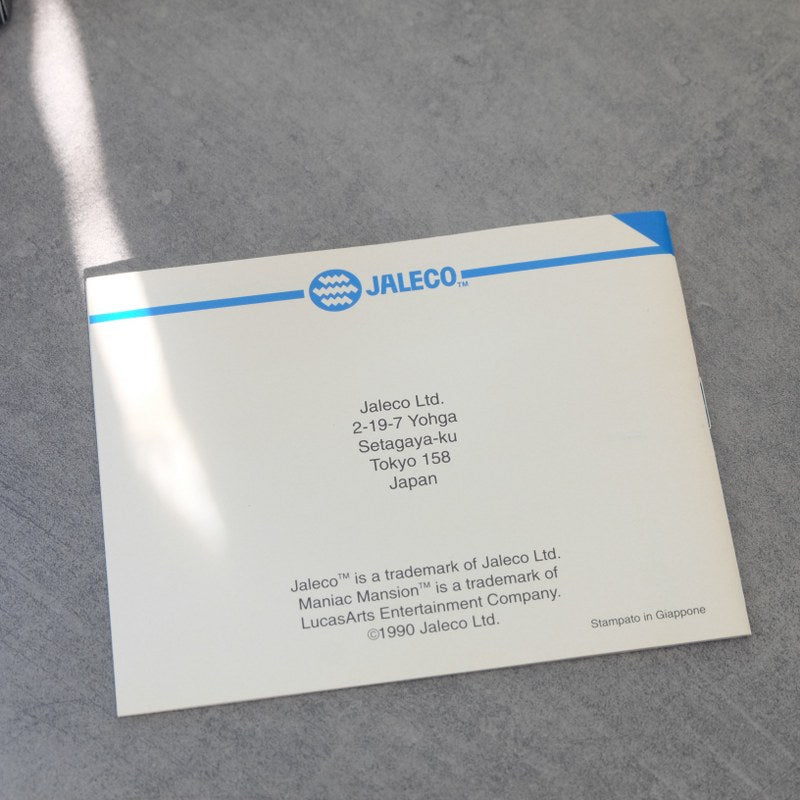 JALECO™
Jaleco Ltd.
2-19-7 Yohga
Setagaya-ku
Tokyo 158
Japan
Jaleco™ is a trademark of Jaleco Ltd.
Maniac Mansion™ is a trademark of
LucasArts Entertainment Company.
©1990 Jaleco Ltd.
Stampato in Giappone